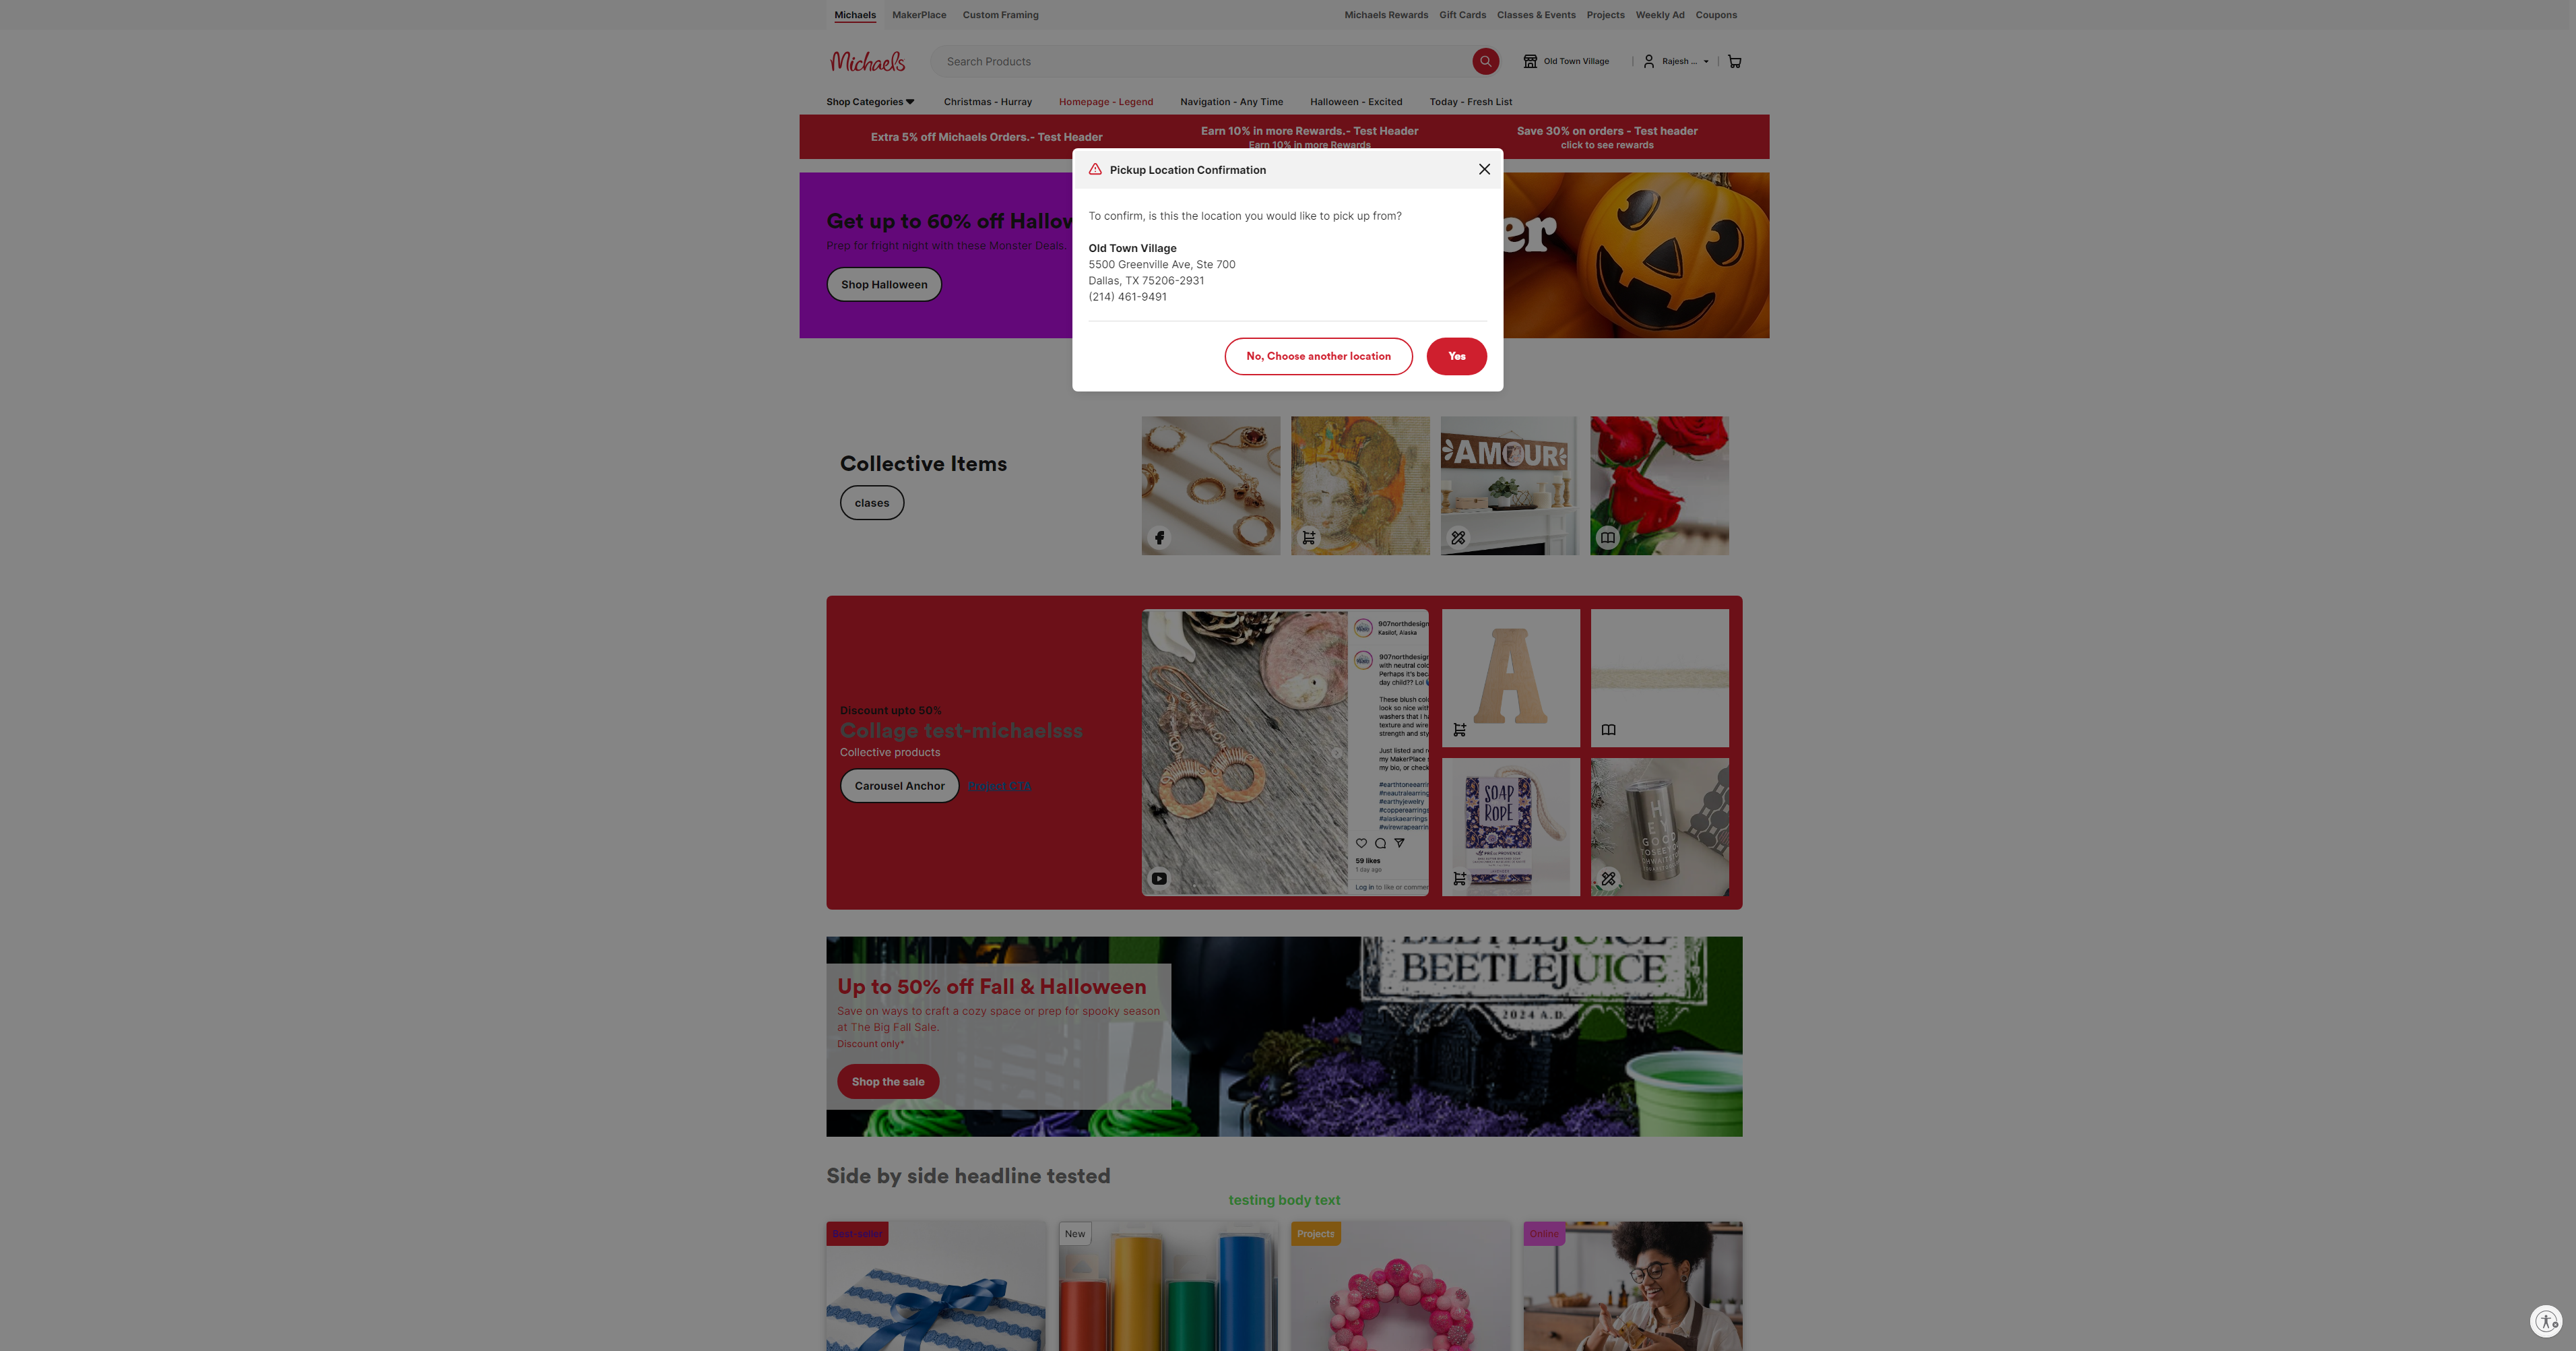 Michaels MakerPlace Custom Framing
Michaels Rewards Gift Cards Classes & Events Projects Weekly Ad Coupons
Michaels
Search Products
Old Town Village
Rajesh ...
Shop Categories
Christmas - Hurray
Homepage - Legend
Navigation - Any Time
Halloween - Excited
Today - Fresh List
Extra 5% off Michaels Orders.- Test Header
Earn 10% in more Rewards.- Test Header
Earn 10% in more Rewards
Save 30% on orders - Test header
click to see rewards
Pickup Location Confirmation
To confirm, is this the location you would like to pick up from?
Old Town Village
5500 Greenville Ave, Ste 700
Dallas, TX 75206-2931
(214) 461-9491
No, Choose another location
Yes
Get up to 60% off
Prep for fright night with these Monster Deals.
Shop Halloween
er
Collective Items
clases
AMOUR
Discount upto 50%
Collage test-michaelsss
Collective products
Carousel Anchor
Project CTA
907northdesign
Kasilof, Alaska
907northdesign
with neutral colo
Perhaps it's beca
day child?? Lol
These blush colo
look so nice with
washers that I h
texture and wire
strength and sty
Just listed and r
my MakerPlace
my bio, or check
#earthtonearrin
#neautralearring
#earthyjewelry
#copperearrings
#alaskaearrings
#wirewrapearrin
59 likes
1 day ago
Log in to like or commen
A
SOAP
ROPE
H
E
GOOD
BEETLEJUICE
BEETLEJUICE
2024 A.D.
Up to 50% off Fall & Halloween
Save on ways to craft a cozy space or prep for spooky season
at The Big Fall Sale.
Discount only*
Shop the sale
Side by side headline tested
testing body text
Best-seller
New
Projects
Online